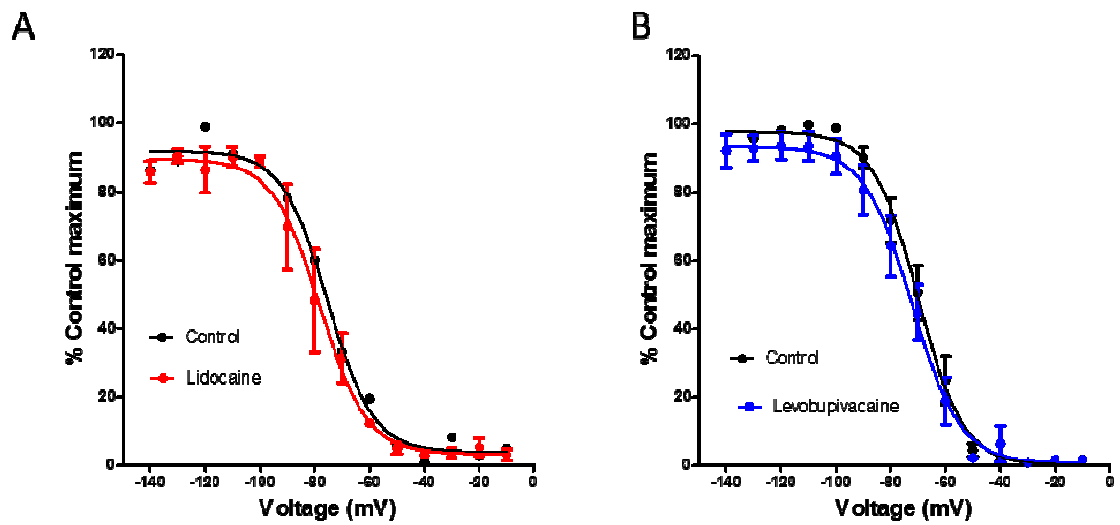 A
120
100
80
60
40
20
0
% Control maximum
Control
Lidocaine
-140 -120 -100 -80 -60 -40 -20 0
Voltage (mV)
B
120
100
80
60
40
20
0
% Control maximum
Control
Levobupivacaine
-140 -120 -100 -80 -60 -40 -20 0
Voltage (mV)